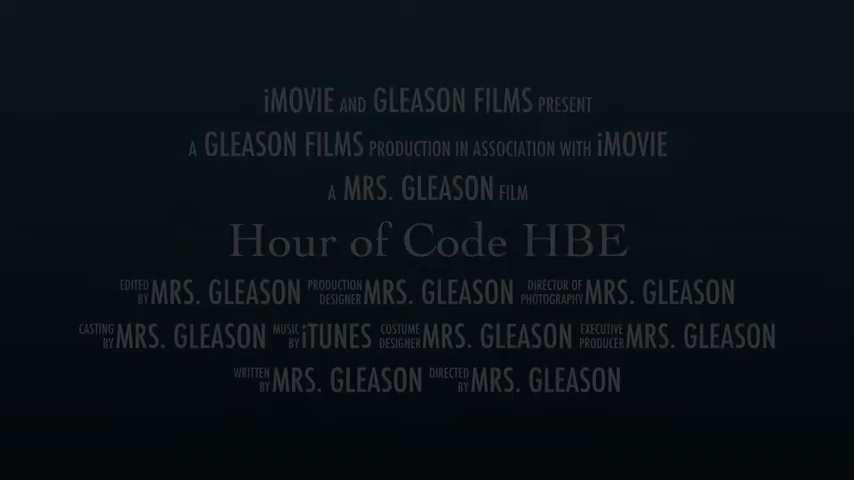 iMOVIE AND GLEASON FILMS PRESENT
A GLEASON FILMS PRODUCTION IN ASSOCIATION WITH iMOVIE
A MRS. GLEASON FILM
Hour of Code HBE
EDITED BY MRS. GLEASON PRODUCTION DESIGNER MRS. GLEASON DIRECTOR OF PHOTOGRAPHY MRS. GLEASON
CASTING BY MRS. GLEASON MUSIC BY iTUNES COSTUME DESIGNER MRS. GLEASON EXECUTIVE PRODUCER MRS. GLEASON
WRITTEN BY MRS. GLEASON DIRECTED BY MRS. GLEASON